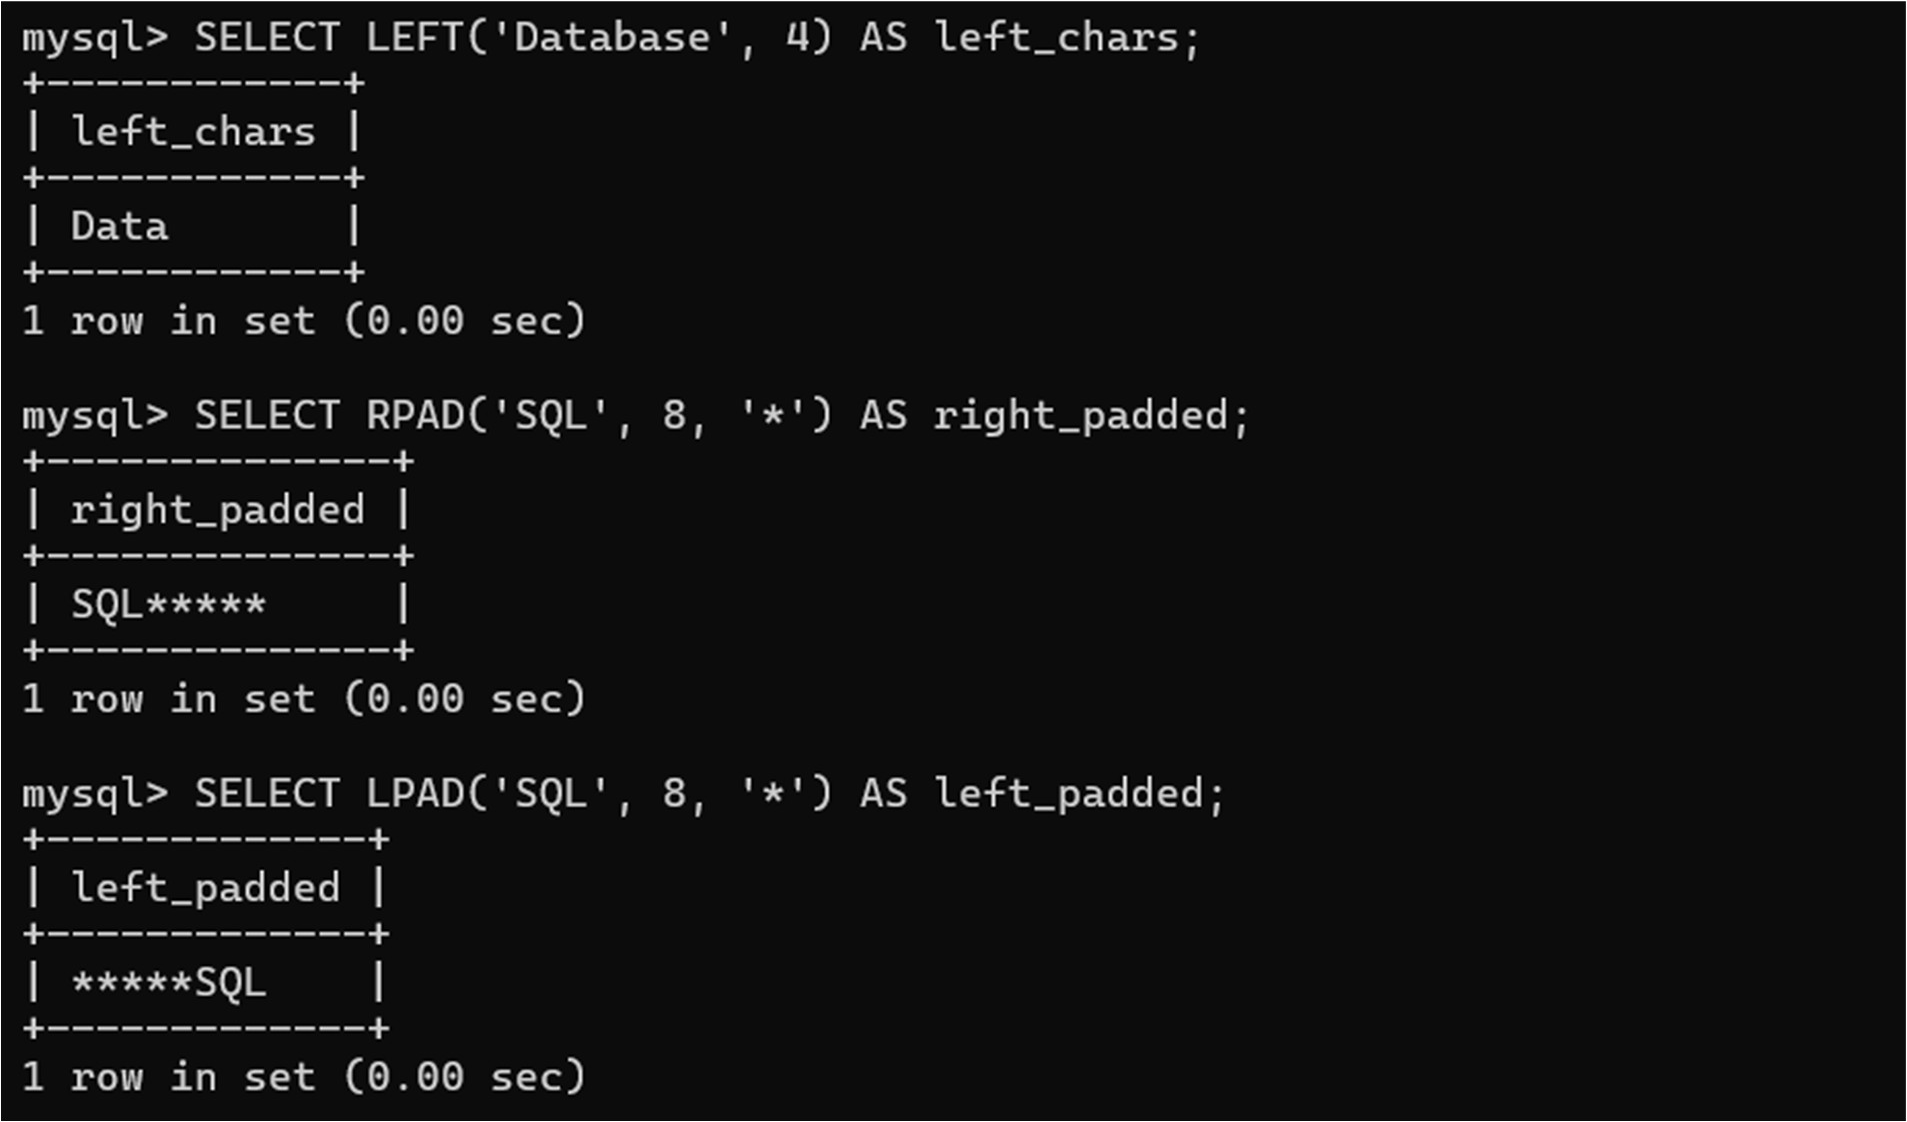 mysql> SELECT LEFT('Database', 4) AS left_chars;
+------------+
| left_chars |
+------------+
| Data       |
+------------+
1 row in set (0.00 sec)

mysql> SELECT RPAD('SQL', 8, '*') AS right_padded;
+--------------+
| right_padded |
+--------------+
| SQL*****     |
+--------------+
1 row in set (0.00 sec)

mysql> SELECT LPAD('SQL', 8, '*') AS left_padded;
+-------------+
| left_padded |
+-------------+
| *****SQL    |
+-------------+
1 row in set (0.00 sec)